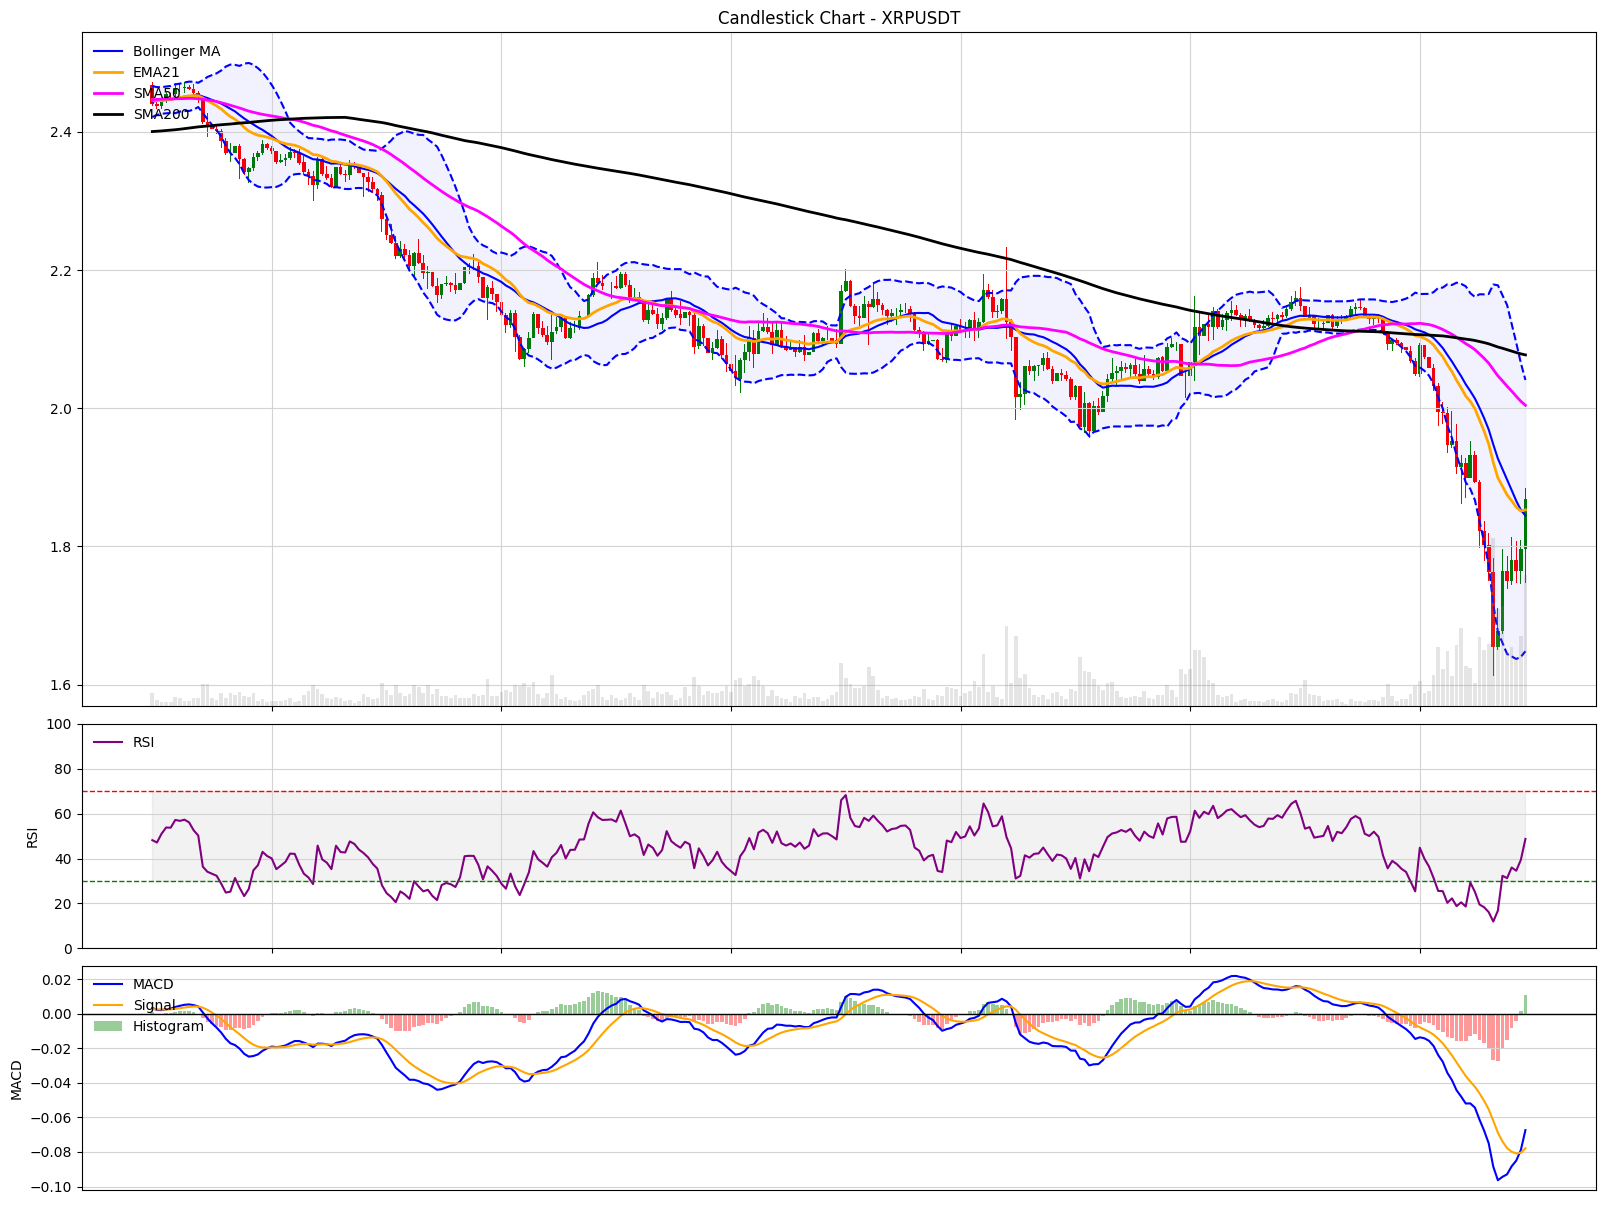 Candlestick Chart - XRPUSDT
Bollinger MA
EMA21
SMA50
SMA200
2.4
2.2
2.0
1.8
1.6
RSI
100
80
60
40
20
0
RSI
MACD
Signal
Histogram
0.02
0.00
−0.02
−0.04
−0.06
−0.08
−0.10
MACD